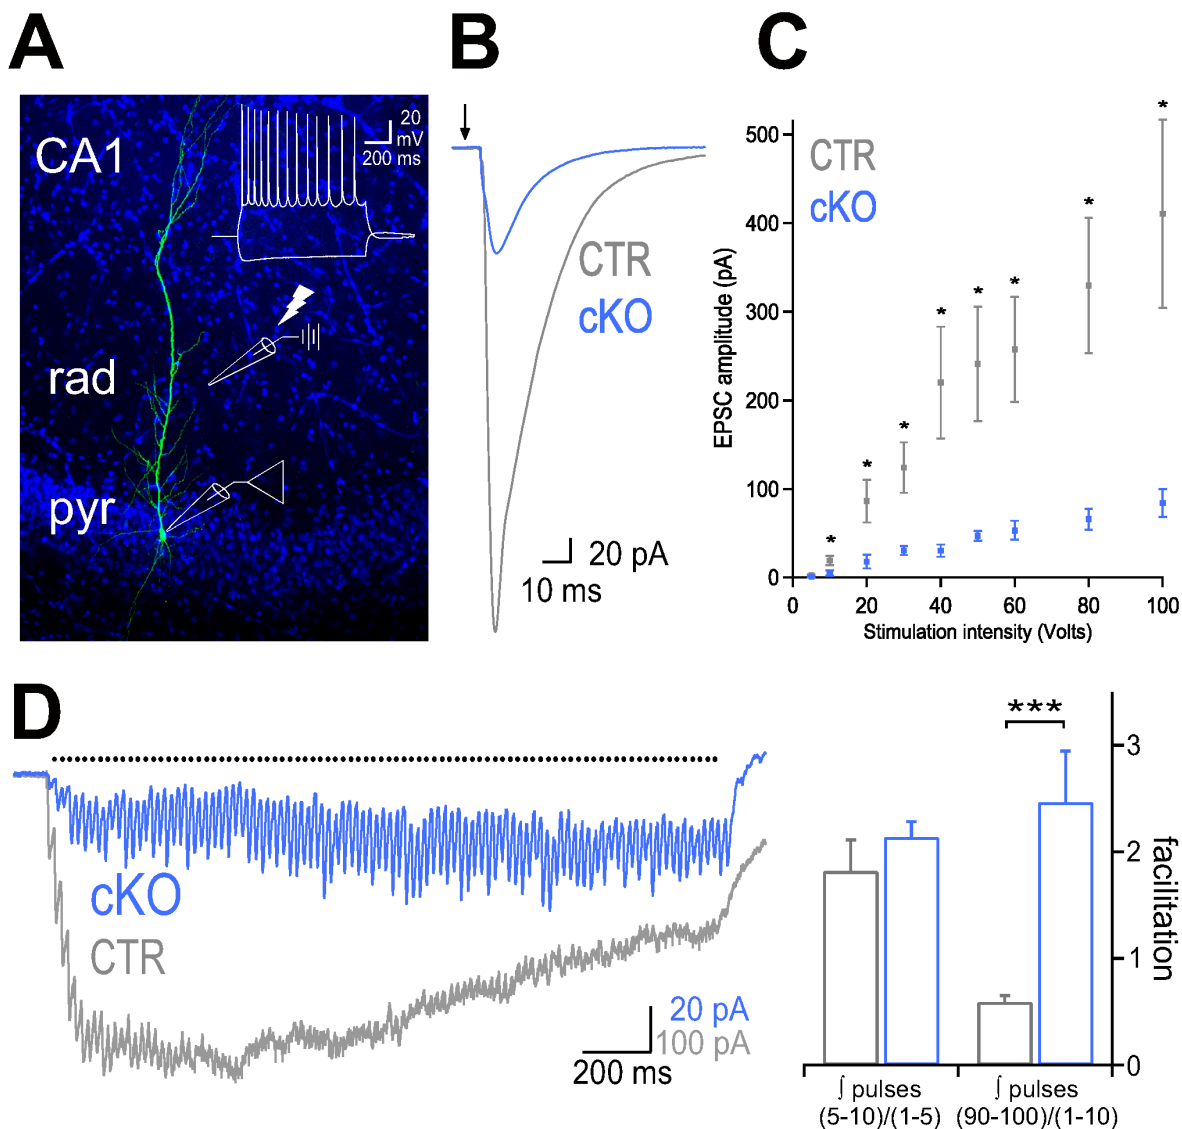 A
CA1
rad
pyr
20
mV
200 ms
B
CTR
cKO
20 pA
10 ms
C
CTR
cKO
EPSC amplitude (pA)
500
400
300
200
100
0
* * * * * * * * *
0 20 40 60 80 100
Stimulation intensity (Volts)
D
cKO
CTR
20 pA
100 pA
200 ms
***
3
2
1
0
facilitation
∫ pulses
(5-10)/(1-5)
∫ pulses
(90-100)/(1-10)